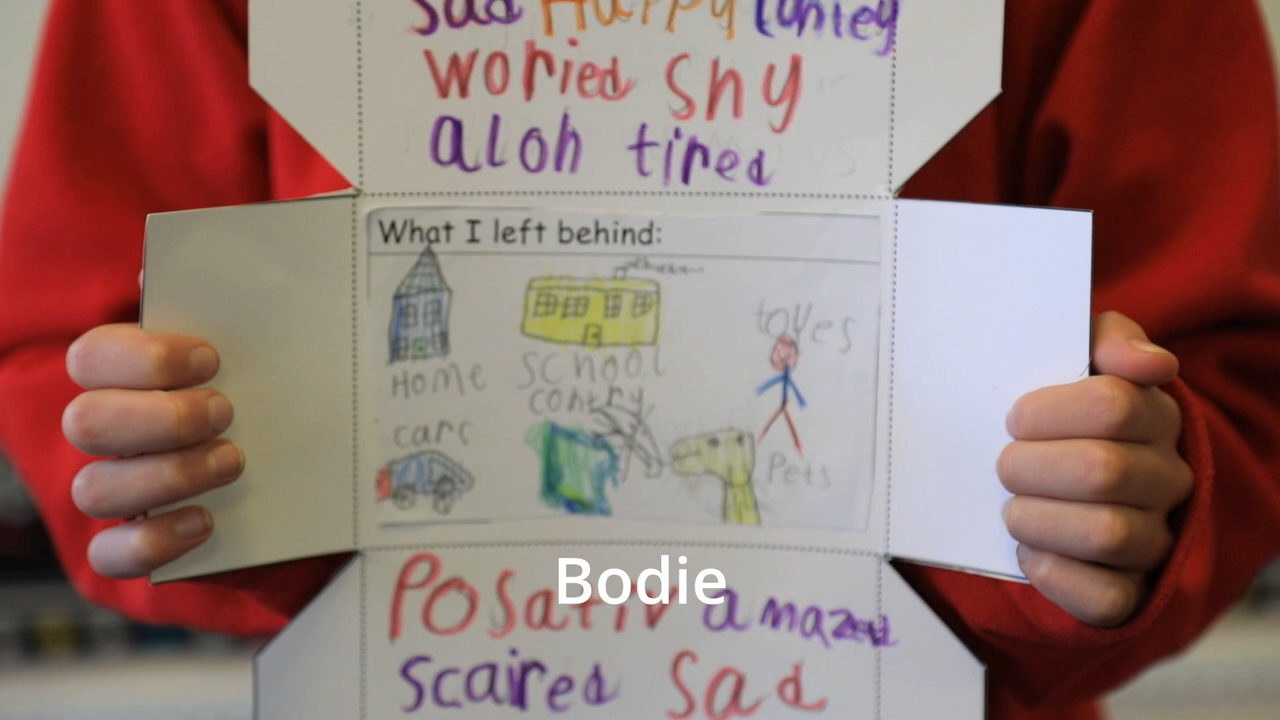 sad Happy lonley
woried shy
aloh tired
What I left behind:
HOME
school
toyes
contry
cars
Pets
Bodie
Posativ amazed
scaired sad